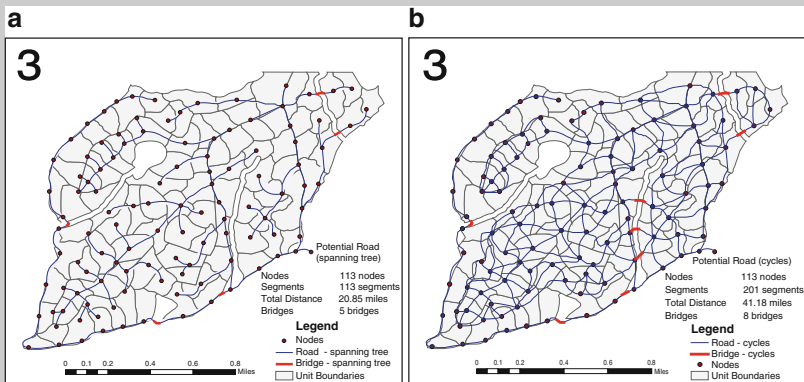 a
3
Potential Road
(spanning tree)
Nodes 113 nodes
Segments 113 segments
Total Distance 20.85 miles
Bridges 5 bridges
Legend
Nodes
Road - spanning tree
Bridge - spanning tree
Unit Boundaries
0 0.1 0.2 0.4 0.6 0.8
Miles
b
3
Potential Road (cycles)
Nodes 113 nodes
Segments 201 segments
Total Distance 41.18 miles
Bridges 8 bridges
Legend
Road - cycles
Bridge - cycles
Nodes
Unit Boundaries
0 0.1 0.2 0.4 0.6 0.8
Miles